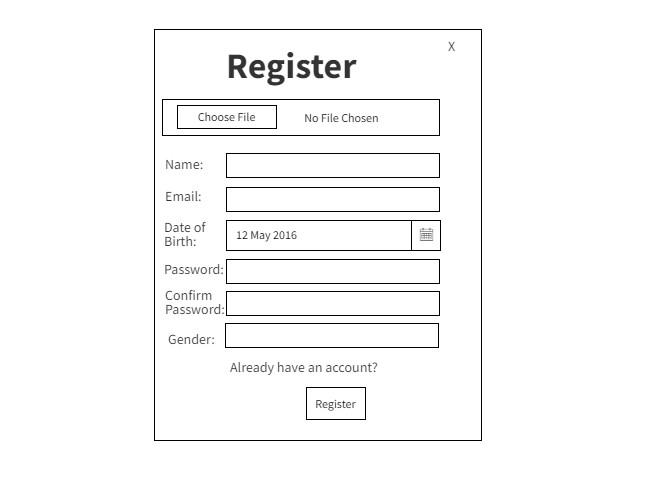 X
Register
Choose File No File Chosen
Name:
Email:
Date of
Birth:
12 May 2016
Password:
Confirm
Password:
Gender:
Already have an account?
Register